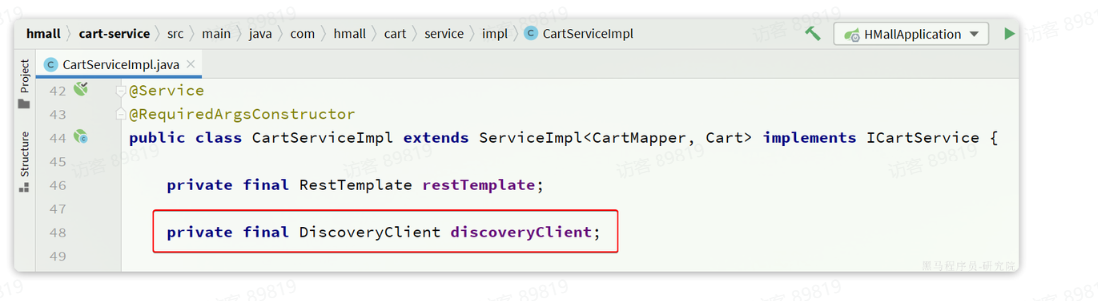 hmall 〉 cart-service 〉 src 〉 main 〉 java 〉 com 〉 hmall 〉 cart 〉 service 〉 impl 〉 CartServiceImpl
HMallApplication
CartServiceImpl.java
Project
Structure
42 @Service
43 @RequiredArgsConstructor
44 public class CartServiceImpl extends ServiceImpl<CartMapper, Cart> implements ICartService {
45
46 private final RestTemplate restTemplate;
47
48 private final DiscoveryClient discoveryClient;
49
黑马程序员-研究院
访客 89819